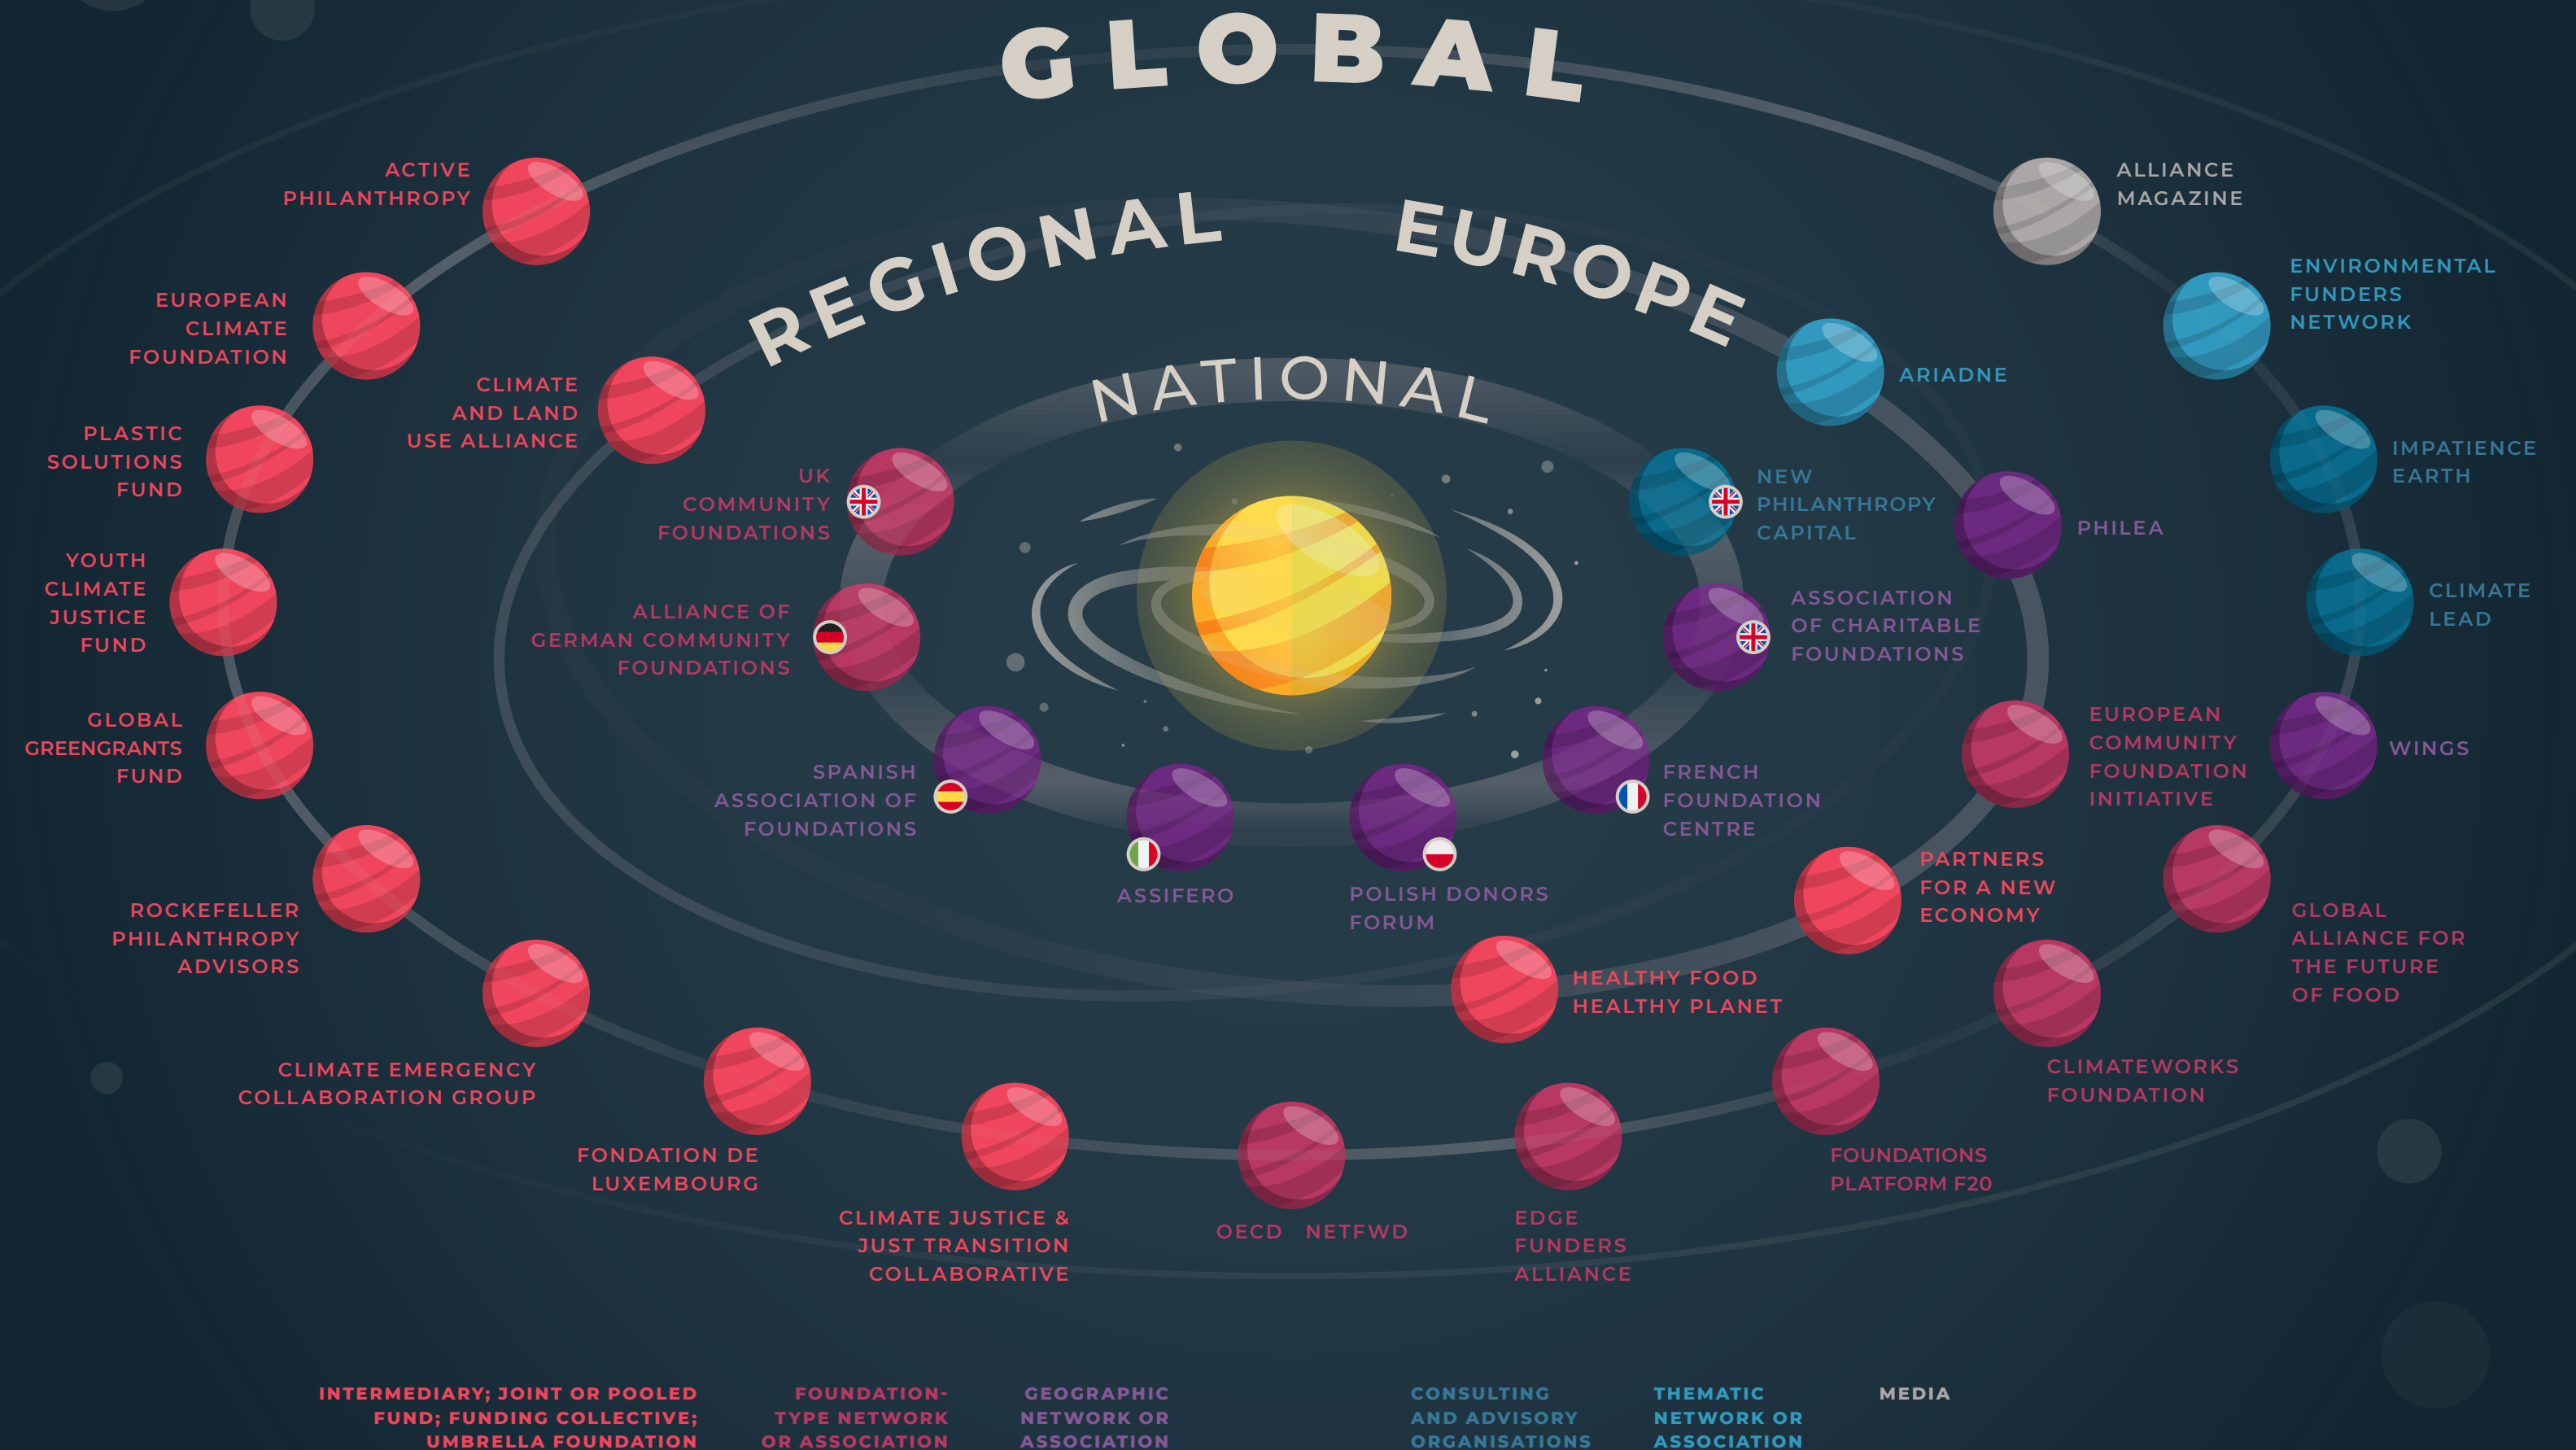 GLOBAL
REGIONAL EUROPE
NATIONAL
ACTIVE
PHILANTHROPY
EUROPEAN
CLIMATE
FOUNDATION
PLASTIC
SOLUTIONS
FUND
YOUTH
CLIMATE
JUSTICE
FUND
GLOBAL
GREENGRANTS
FUND
ROCKEFELLER
PHILANTHROPY
ADVISORS
CLIMATE EMERGENCY
COLLABORATION GROUP
FONDATION DE
LUXEMBOURG
CLIMATE JUSTICE &
JUST TRANSITION
COLLABORATIVE
OECD NETFWD
EDGE
FUNDERS
ALLIANCE
FOUNDATIONS
PLATFORM F20
CLIMATEWORKS
FOUNDATION
GLOBAL
ALLIANCE FOR
THE FUTURE
OF FOOD
WINGS
CLIMATE
LEAD
IMPATIENCE
EARTH
ENVIRONMENTAL
FUNDERS
NETWORK
ALLIANCE
MAGAZINE
CLIMATE
AND LAND
USE ALLIANCE
ARIADNE
PHILEA
EUROPEAN
COMMUNITY
FOUNDATION
INITIATIVE
PARTNERS
FOR A NEW
ECONOMY
HEALTHY FOOD
HEALTHY PLANET
UK
COMMUNITY
FOUNDATIONS
ALLIANCE OF
GERMAN COMMUNITY
FOUNDATIONS
SPANISH
ASSOCIATION OF
FOUNDATIONS
ASSIFERO
POLISH DONORS
FORUM
FRENCH
FOUNDATION
CENTRE
ASSOCIATION
OF CHARITABLE
FOUNDATIONS
NEW
PHILANTHROPY
CAPITAL
INTERMEDIARY; JOINT OR POOLED
FUND; FUNDING COLLECTIVE;
UMBRELLA FOUNDATION
FOUNDATION-
TYPE NETWORK
OR ASSOCIATION
GEOGRAPHIC
NETWORK OR
ASSOCIATION
CONSULTING
AND ADVISORY
ORGANISATIONS
THEMATIC
NETWORK OR
ASSOCIATION
MEDIA